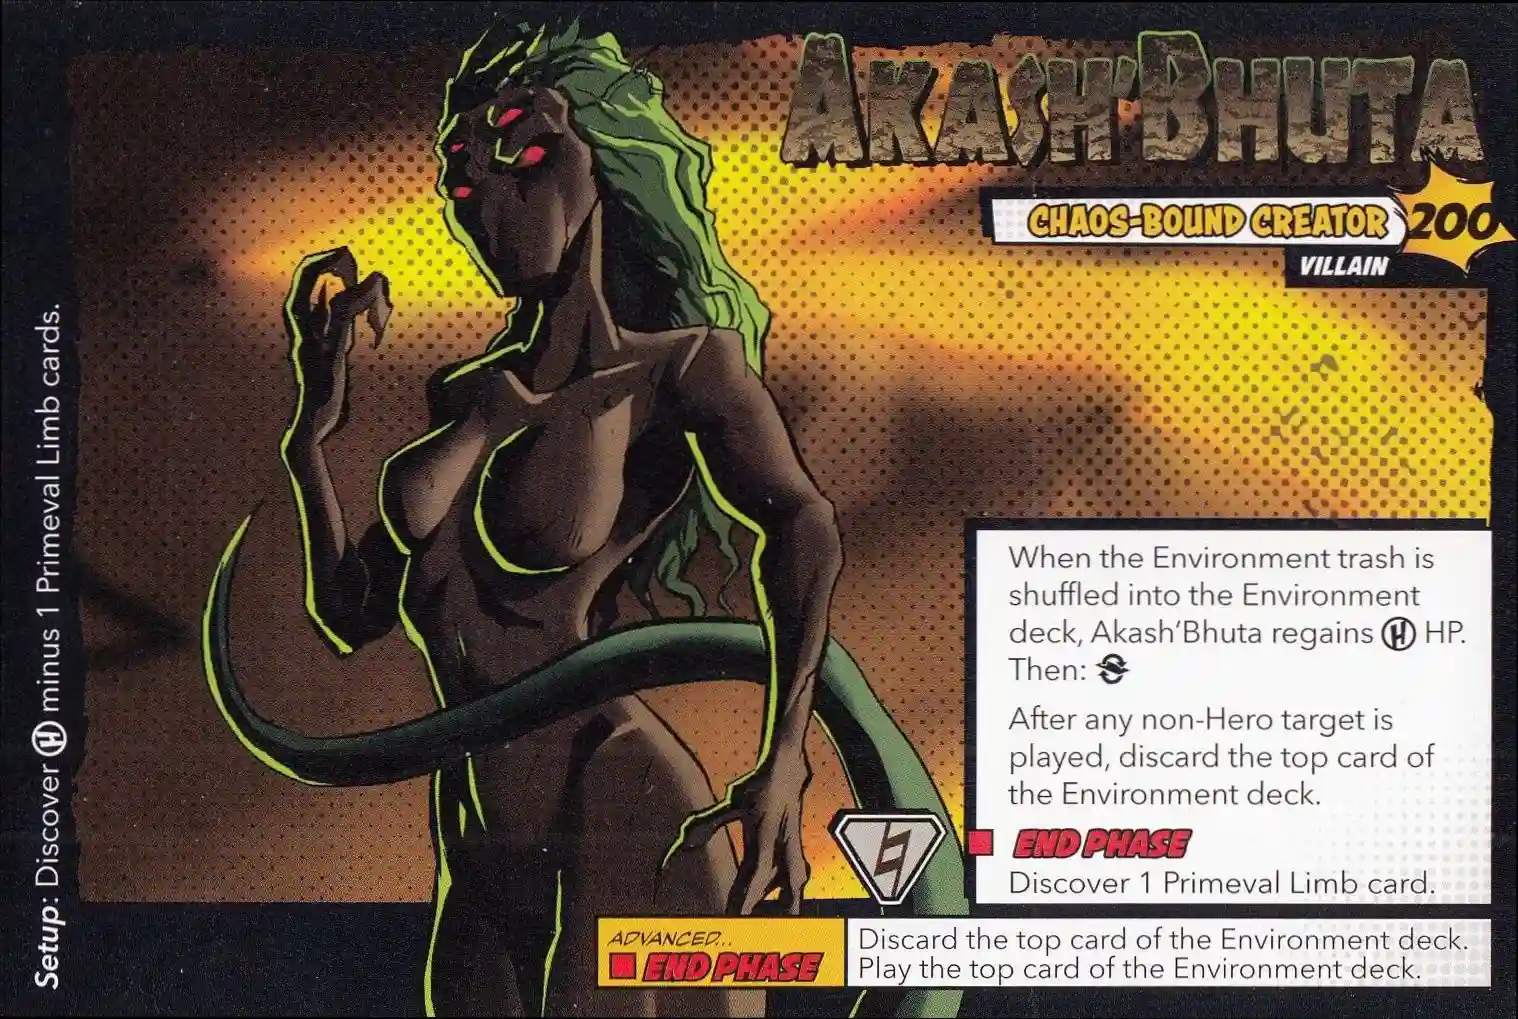 AKASH'BHUTA
CHAOS-BOUND CREATOR
200
VILLAIN
When the Environment trash is
shuffled into the Environment
deck, Akash'Bhuta regains Ⓗ HP.
Then:
After any non-Hero target is
played, discard the top card of
the Environment deck.
END PHASE
Discover 1 Primeval Limb card.
ADVANCED...
END PHASE
Discard the top card of the Environment deck.
Play the top card of the Environment deck.
Setup: Discover Ⓗ minus 1 Primeval Limb cards.